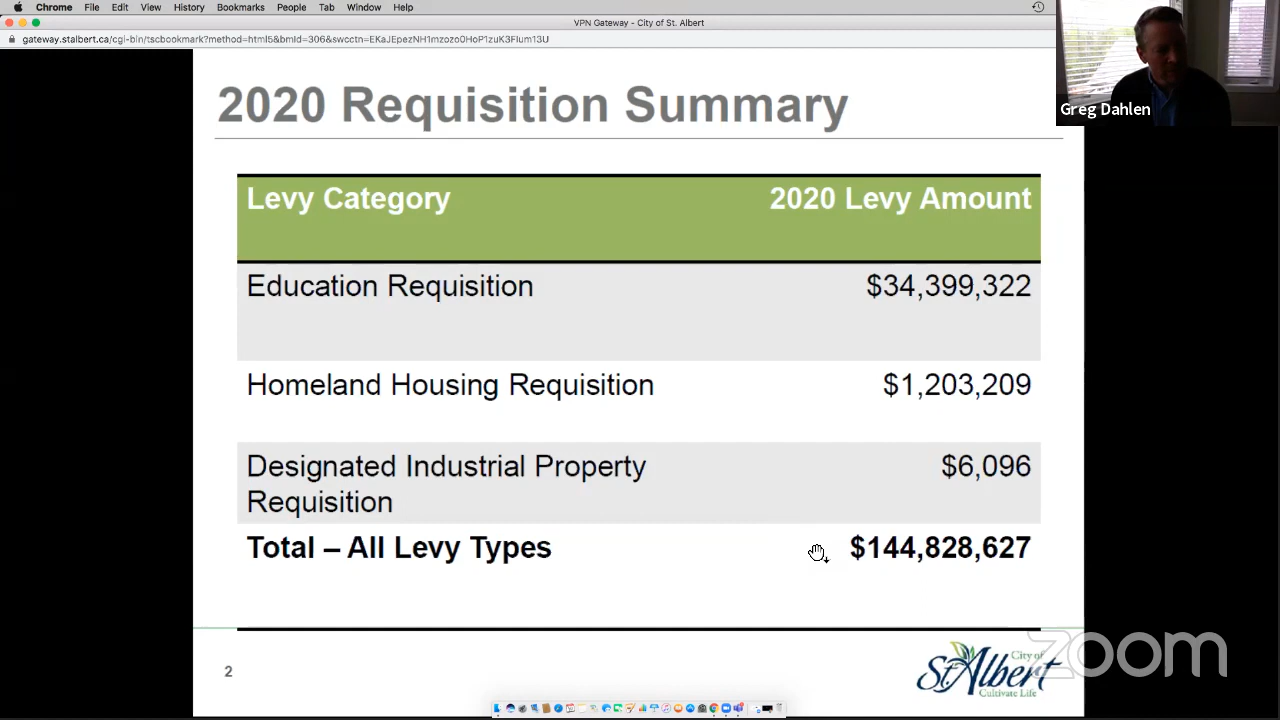 Chrome File Edit View History Bookmarks People Tab Window Help
VPN Gateway - City of St. Albert
2020 Requisition Summary
Greg Dahlen
Levy Category 2020 Levy Amount
Education Requisition $34,399,322
Homeland Housing Requisition $1,203,209
Designated Industrial Property $6,096
Requisition
Total – All Levy Types $144,828,627
2
City of
St. Albert
Cultivate Life
zoom